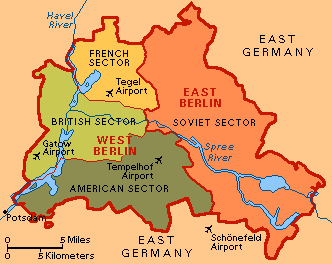 Havel
River
EAST
GERMANY
FRENCH
SECTOR
Tegel
Airport
EAST
BERLIN
BRITISH SECTOR
SOVIET SECTOR
WEST
BERLIN
Gatow
Airport
Spree
River
Tempelhof
Airport
AMERICAN SECTOR
Potsdam
EAST
GERMANY
Schönefeld
Airport
0 5 Miles
0 5 Kilometers